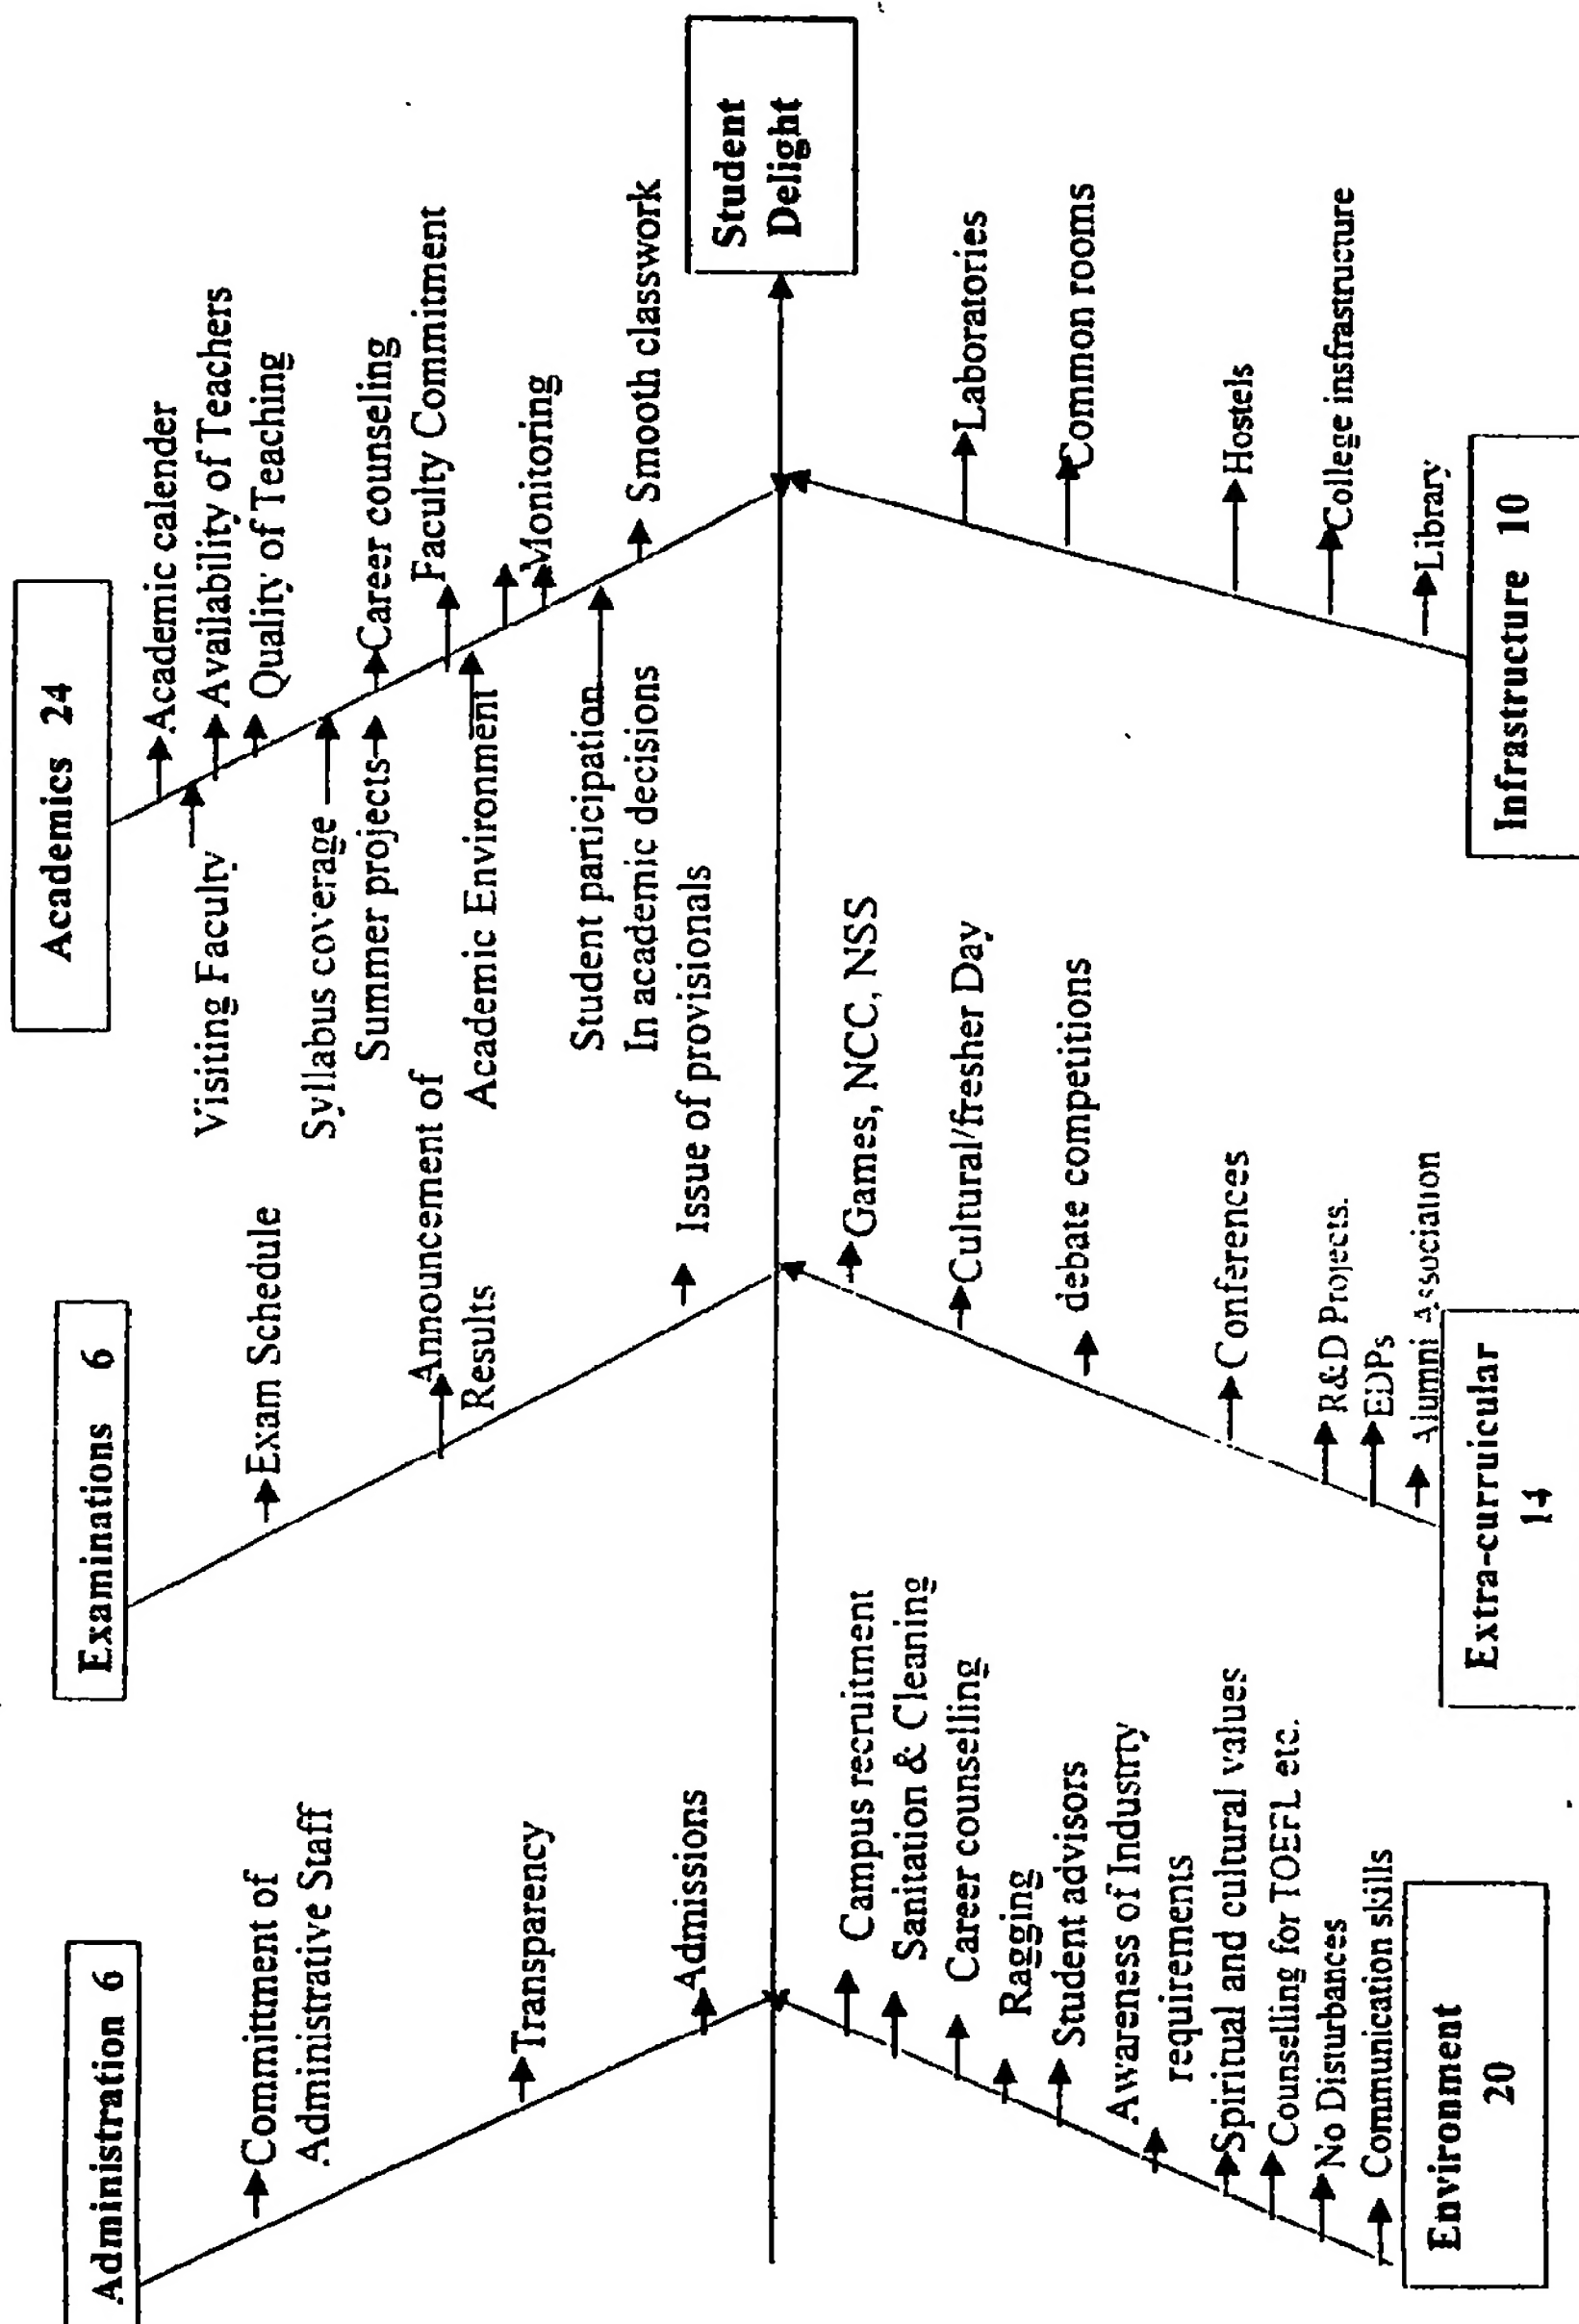 Administration 6
Examinations 6
Academics 24
Committment of
Administrative Staff
Transparency
Admissions
Exam Schedule
Announcement of
Results
Issue of provisionals
Academic calender
Visiting Faculty
Availability of Teachers
Quality of Teaching
Syllabus coverage
Summer projects
Career counseling
Faculty Commitment
Academic Environment
Monitoring
Student participation
In academic decisions
Smooth classwork
Student
Delight
Campus recruitment
Sanitation & Cleaning
Career counselling
Ragging
Student advisors
Awareness of Industry
requirements
Spiritual and cultural values
Counselling for TOEFL etc.
No Disturbances
Communication skills
Games, NCC, NSS
Cultural/fresher Day
debate competitions
Conferences
R&D Projects.
EDPs
Alumni Association
Laboratories
Common rooms
Hostels
College insfrastructure
Library
Environment
20
Extra-curruicular
14
Infrastructure 10